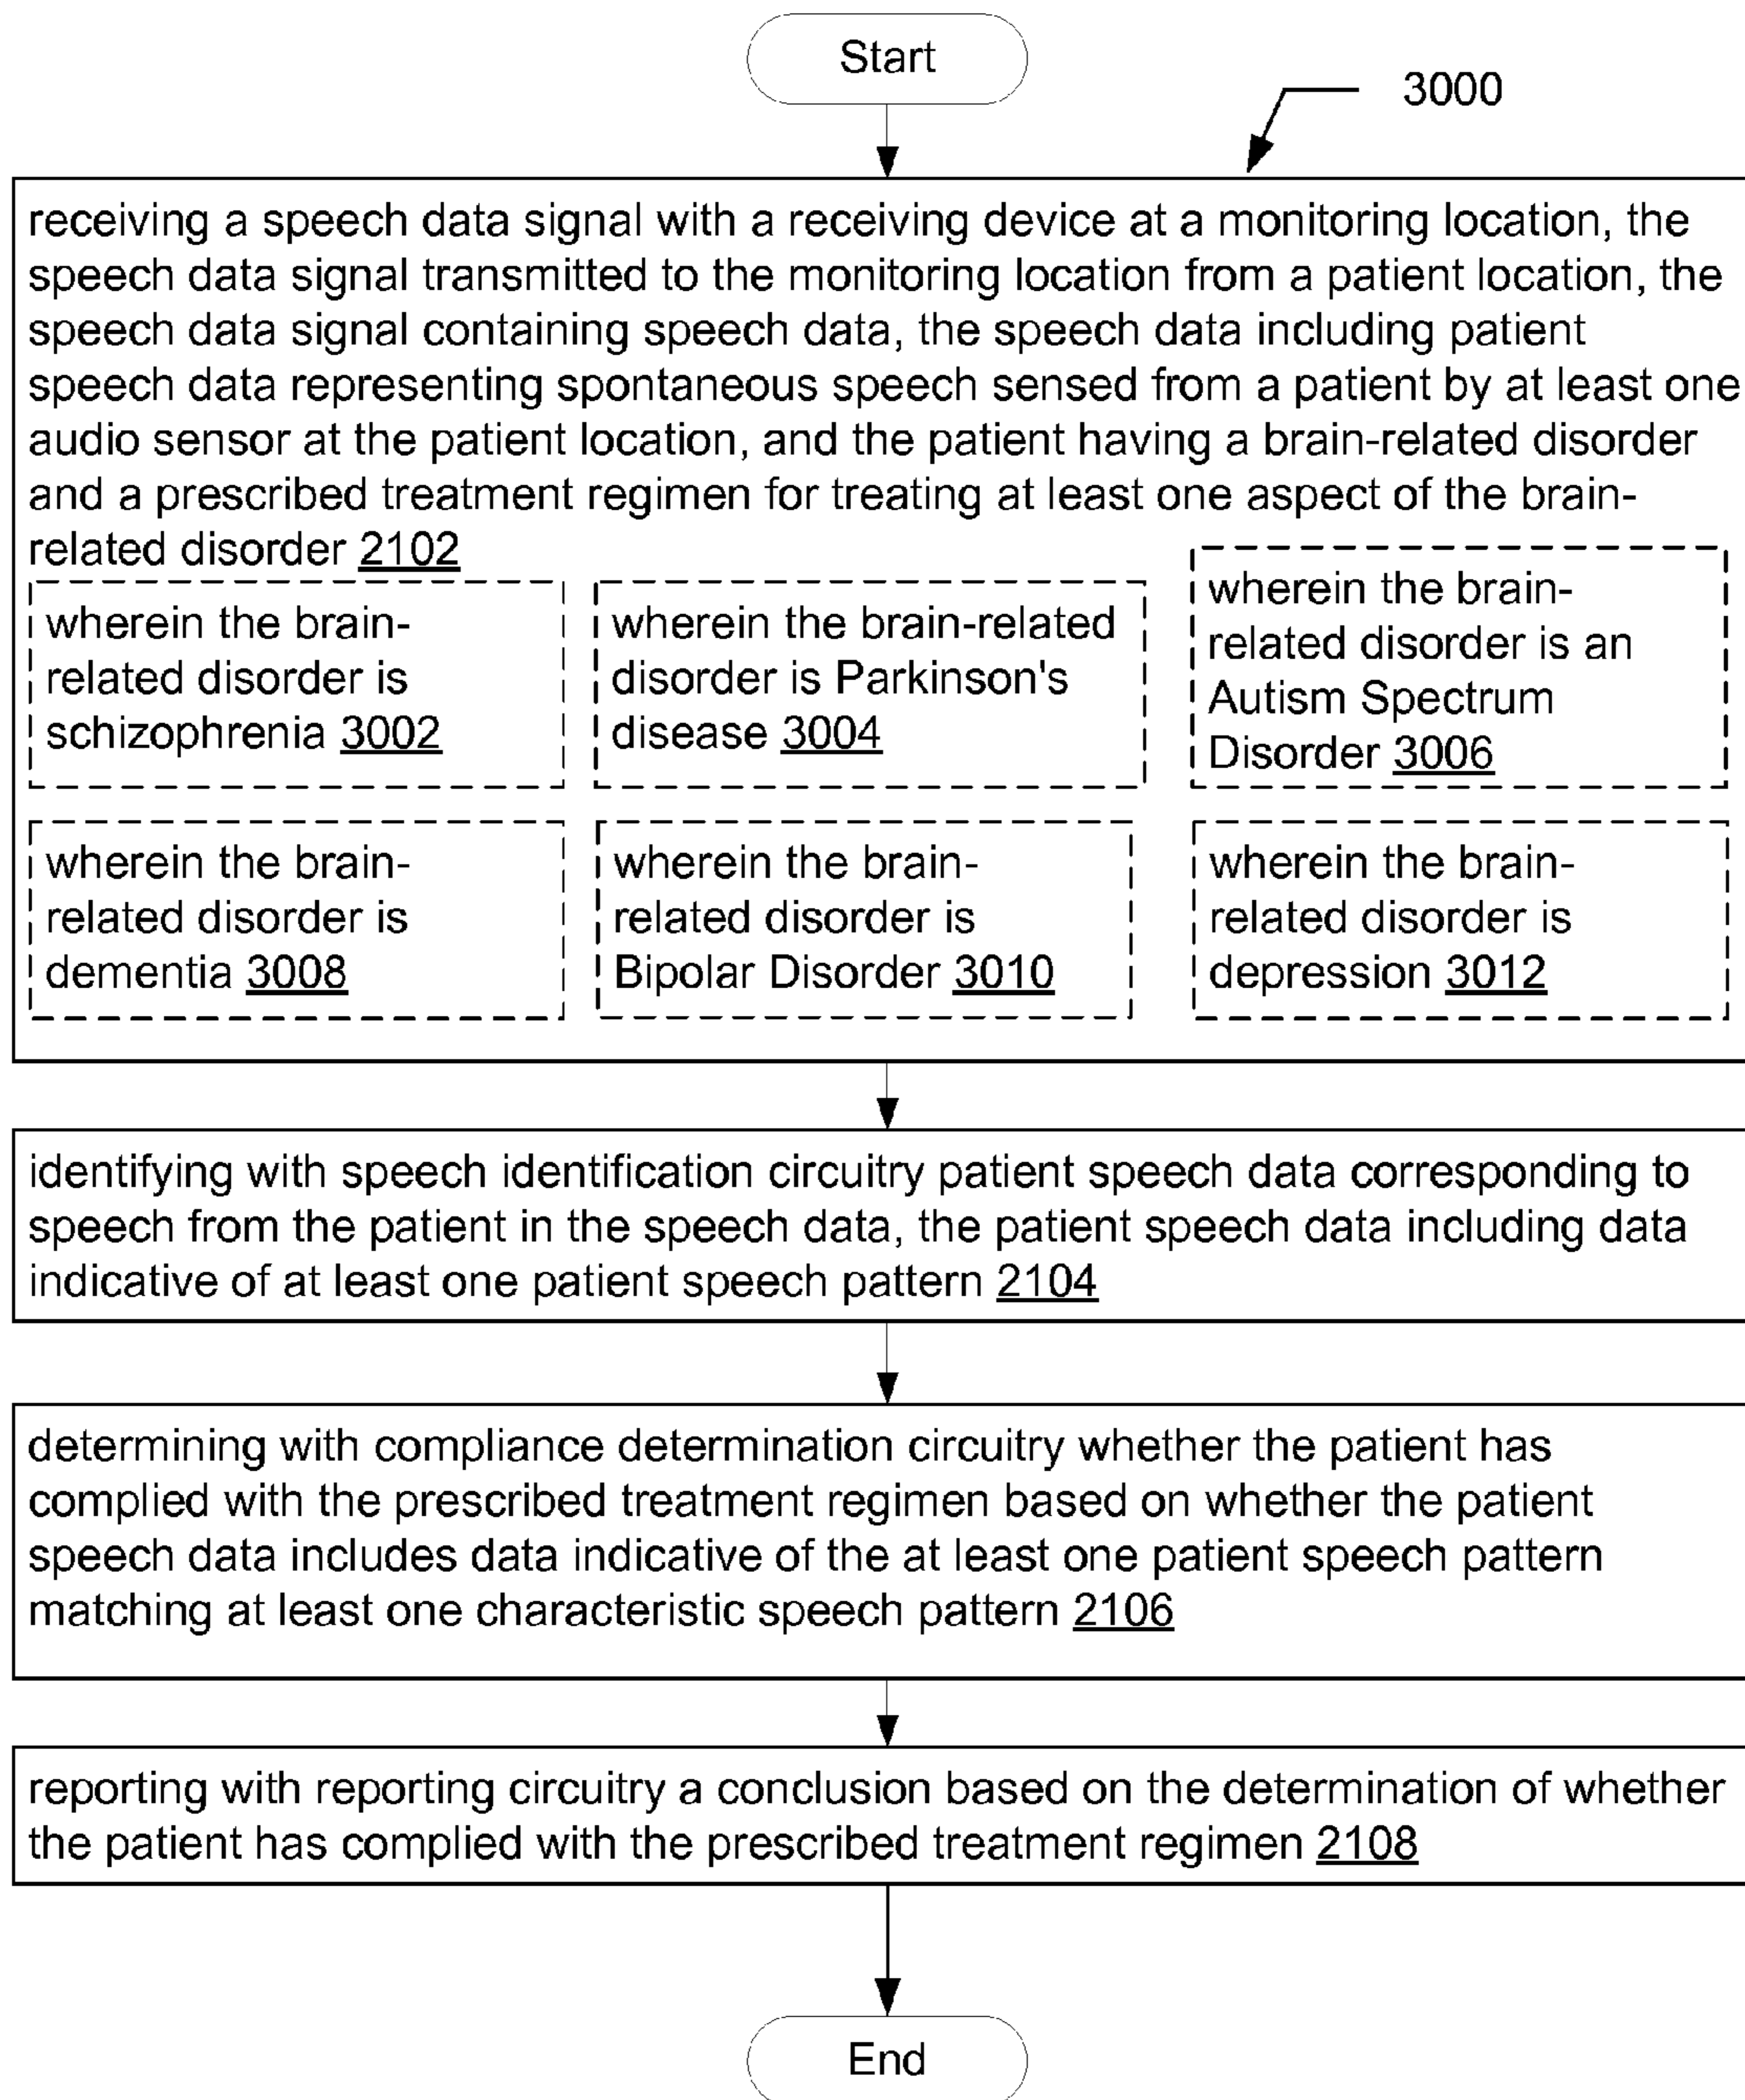 Start
3000
receiving a speech data signal with a receiving device at a monitoring location, the
speech data signal transmitted to the monitoring location from a patient location, the
speech data signal containing speech data, the speech data including patient
speech data representing spontaneous speech sensed from a patient by at least one
audio sensor at the patient location, and the patient having a brain-related disorder
and a prescribed treatment regimen for treating at least one aspect of the brain-
related disorder 2102
wherein the brain-
related disorder is
schizophrenia 3002
wherein the brain-related
disorder is Parkinson's
disease 3004
wherein the brain-
related disorder is an
Autism Spectrum
Disorder 3006
wherein the brain-
related disorder is
dementia 3008
wherein the brain-
related disorder is
Bipolar Disorder 3010
wherein the brain-
related disorder is
depression 3012
identifying with speech identification circuitry patient speech data corresponding to
speech from the patient in the speech data, the patient speech data including data
indicative of at least one patient speech pattern 2104
determining with compliance determination circuitry whether the patient has
complied with the prescribed treatment regimen based on whether the patient
speech data includes data indicative of the at least one patient speech pattern
matching at least one characteristic speech pattern 2106
reporting with reporting circuitry a conclusion based on the determination of whether
the patient has complied with the prescribed treatment regimen 2108
End